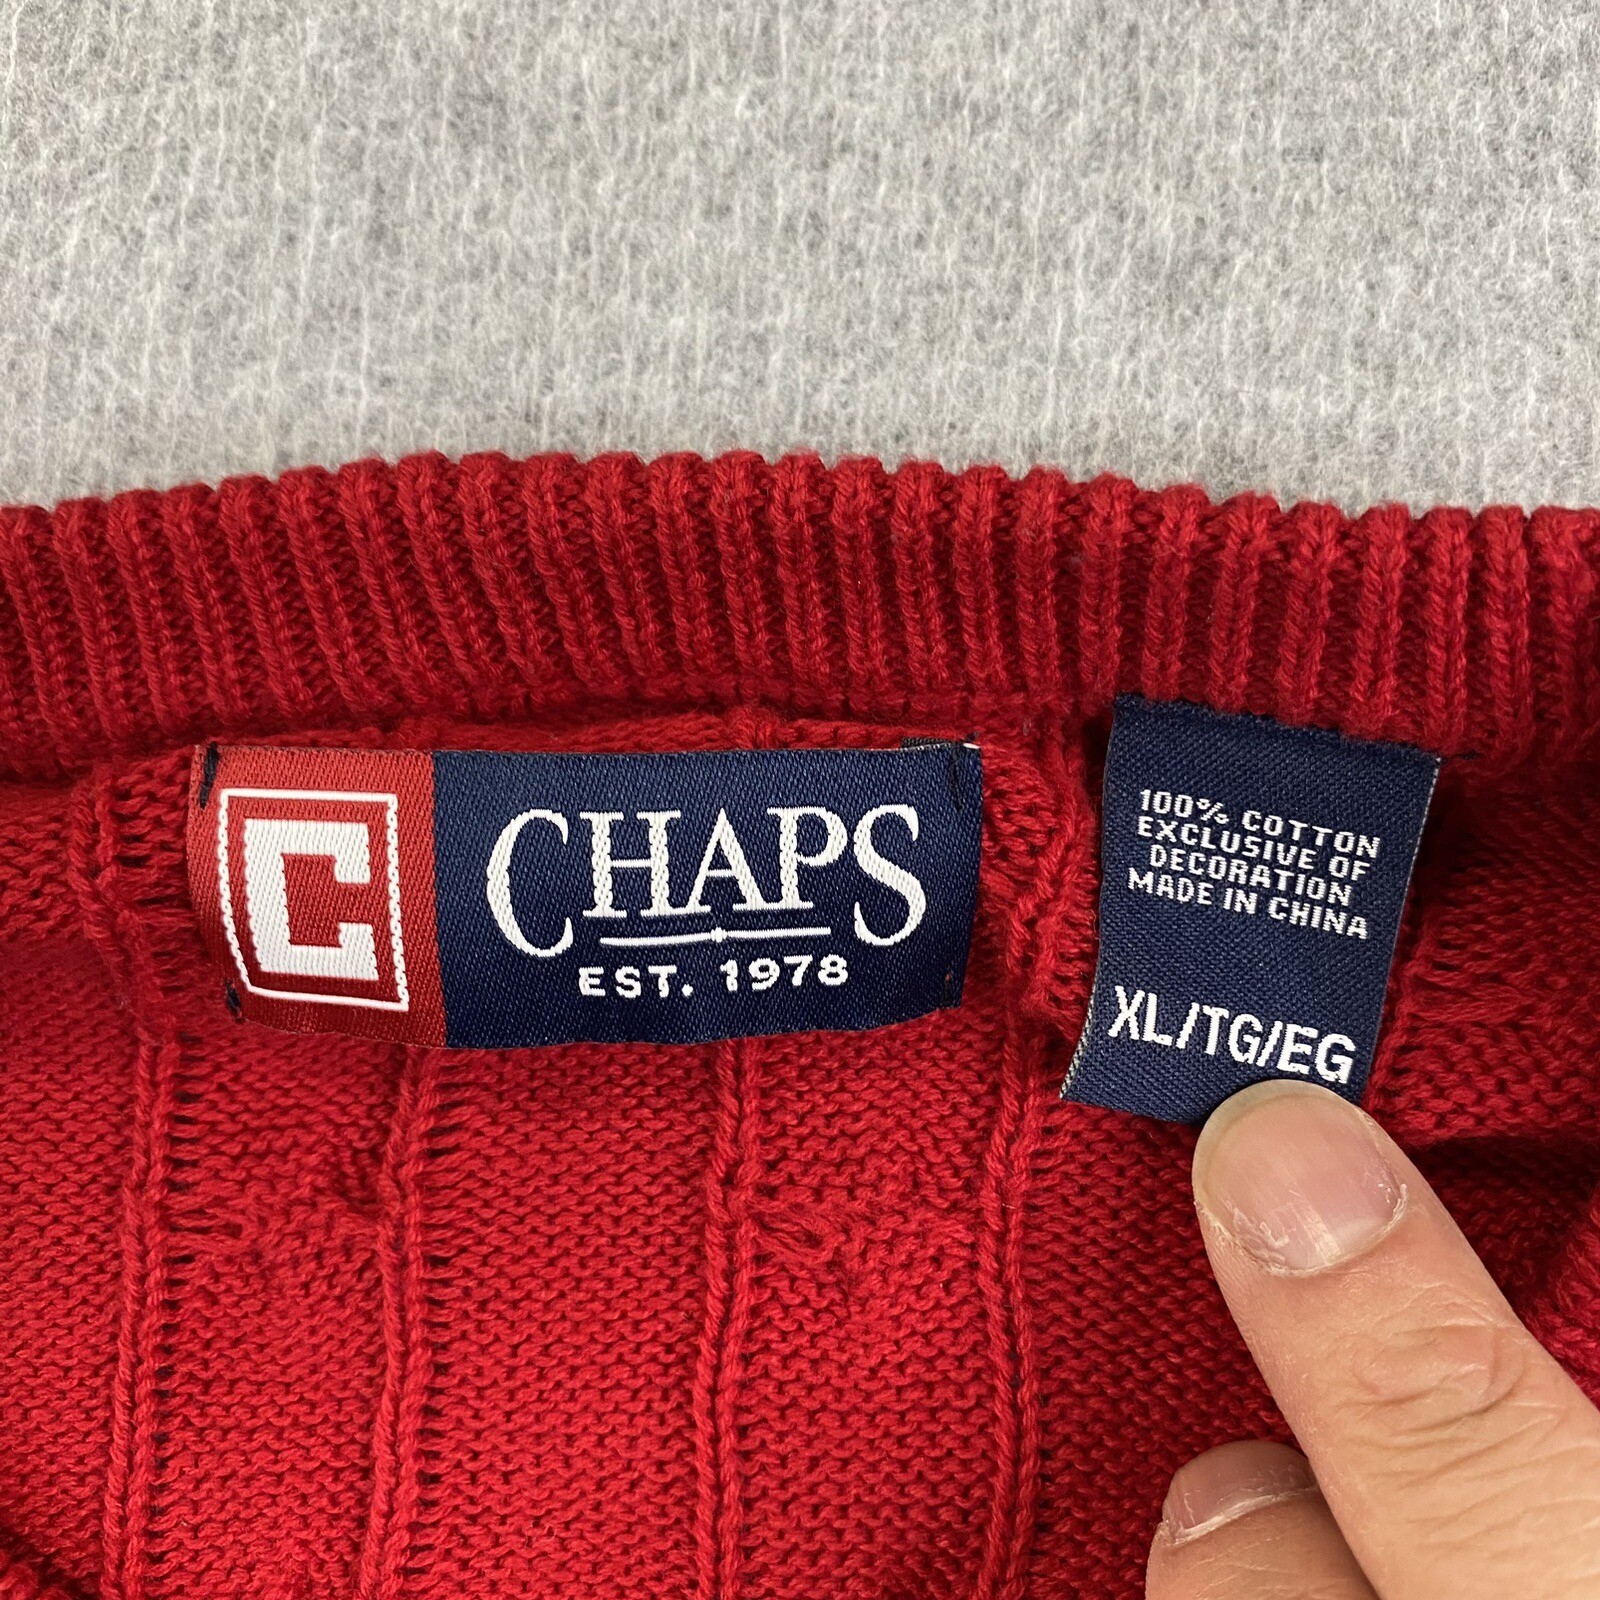 C
CHAPS
EST. 1978
100% COTTON
EXCLUSIVE OF
DECORATION
MADE IN CHINA
XL/TG/EG